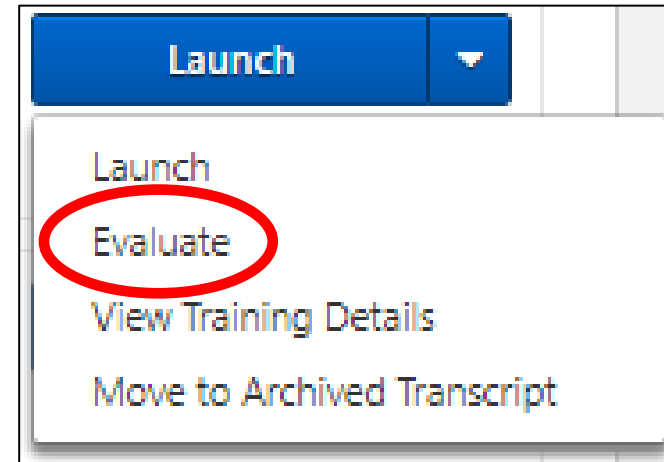 Launch
Launch
Evaluate
View Training Details
Move to Archived Transcript